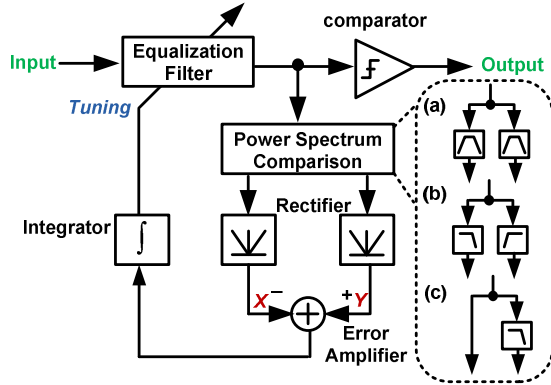 comparator
Input
Equalization
Filter
Output
Tuning
(a)
Power Spectrum
Comparison
(b)
Integrator
Rectifier
∫
(c)
X −
+ Y
+
Error
Amplifier